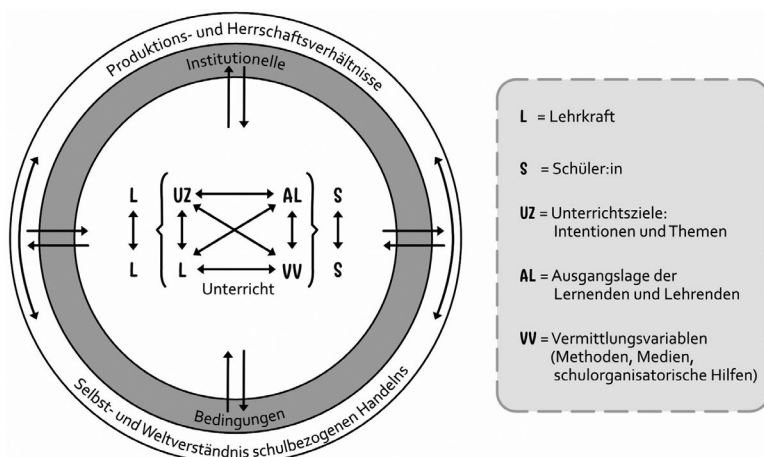 Produktions- und Herrschaftsverhältnisse
Institutionelle
L UZ AL S
L L VV S
Unterricht
Bedingungen
Selbst- und Weltverständnis schulbezogenen Handelns
L = Lehrkraft
S = Schüler:in
UZ = Unterrichtsziele:
Intentionen und Themen
AL = Ausgangslage der
Lernenden und Lehrenden
VV = Vermittlungsvariablen
(Methoden, Medien,
schulorganisatorische Hilfen)